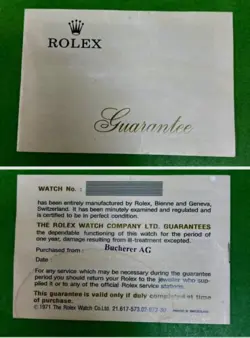 ROLEX
Guarantee
WATCH No. :
has been entirely manufactured by Rolex, Bienne and Geneva,
Switzerland. It has been minutely examined and regulated and
is certified to be in perfect condition.
THE ROLEX WATCH COMPANY LTD. GUARANTEES
the dependable functioning of this watch for the period of
one year, damage resulting from ill-treatment excepted.
Purchased from : Bucherer AG
Date :
For any service which may be necessary during the guarantee
period you should return your Rolex to the jeweller who sup-
plied it or to any of the official Rolex service stations.
This guarantee is valid only if duly completed at time
of purchase.
© 1971 The Rolex Watch Co.Ltd.